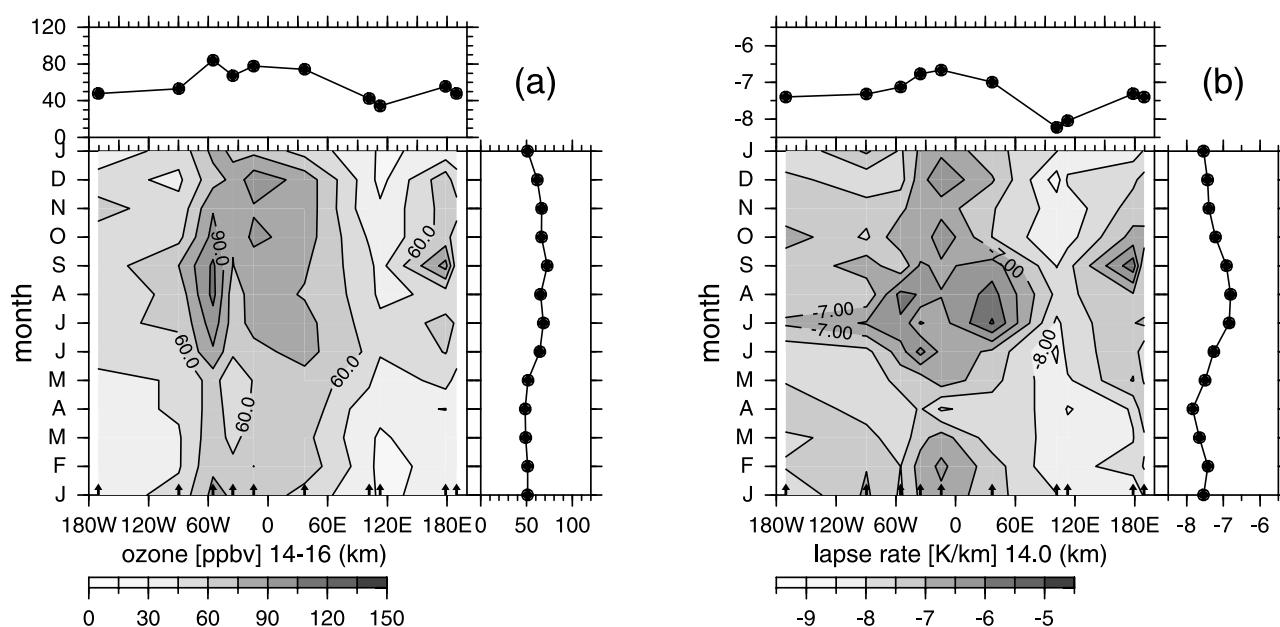 120
80
40
0
(a)
J
D
N
O
S
A
J
J
M
A
M
F
J
month
90.0
60.0
60.0
60.0
60.0
180W 120W 60W 0 60E 120E 180E
0 50 100
ozone [ppbv] 14-16 (km)
0 30 60 90 120 150
-6
-7
-8
(b)
J
D
N
O
S
A
J
J
M
A
M
F
J
month
-7.00
-7.00
-7.00
-8.00
180W 120W 60W 0 60E 120E 180E
-8 -7 -6
lapse rate [K/km] 14.0 (km)
-9 -8 -7 -6 -5